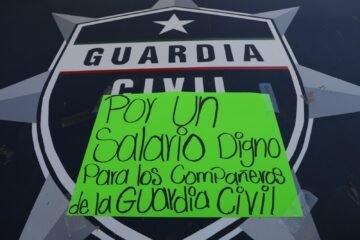 GUARDIA
CIVIL
Por un
Salario Digno
Para los Compañeros
de la GUARDIA CIVIL